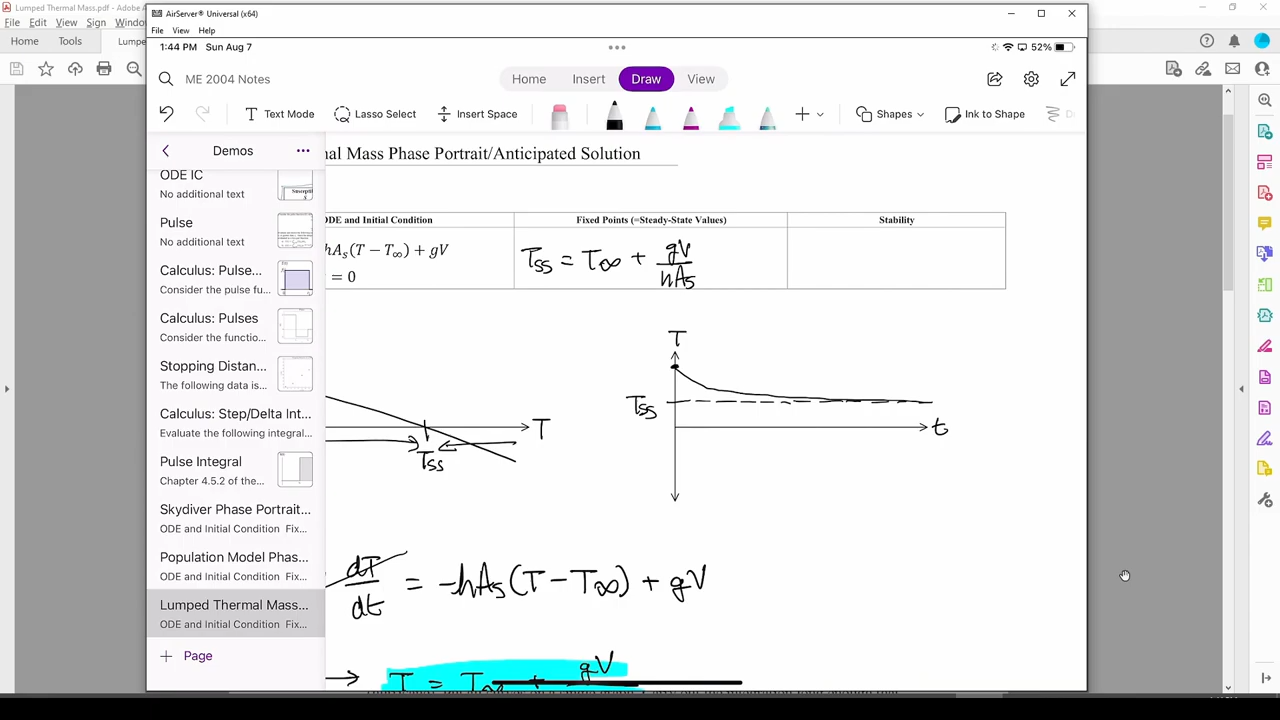 Lumped Thermal Mass.pdf - Adobe A
File Edit View Sign Window
Home Tools Lumpe
AirServer® Universal (x64)
File View Help
1:44 PM Sun Aug 7
52%
ME 2004 Notes
Home Insert Draw View
Text Mode Lasso Select Insert Space Shapes Ink to Shape
Demos
ODE IC
No additional text
Pulse
No additional text
Calculus: Pulse...
Consider the pulse fu...
Calculus: Pulses
Consider the functio...
Stopping Distan...
The following data is...
Calculus: Step/Delta Int...
Evaluate the following integral...
Pulse Integral
Chapter 4.5.2 of the...
Skydiver Phase Portrait...
ODE and Initial Condition Fix...
Population Model Phas...
ODE and Initial Condition Fix...
Lumped Thermal Mass...
ODE and Initial Condition Fix...
+ Page
al Mass Phase Portrait/Anticipated Solution
ODE and Initial Condition Fixed Points (=Steady-State Values) Stability
hAs(T − T∞) + gV
= 0
Tss = T∞ + gV/hAs
T
Tss
T
Tss
t
dT/dt = -hAs(T-T∞) + gV
→ T = T∞ + gV